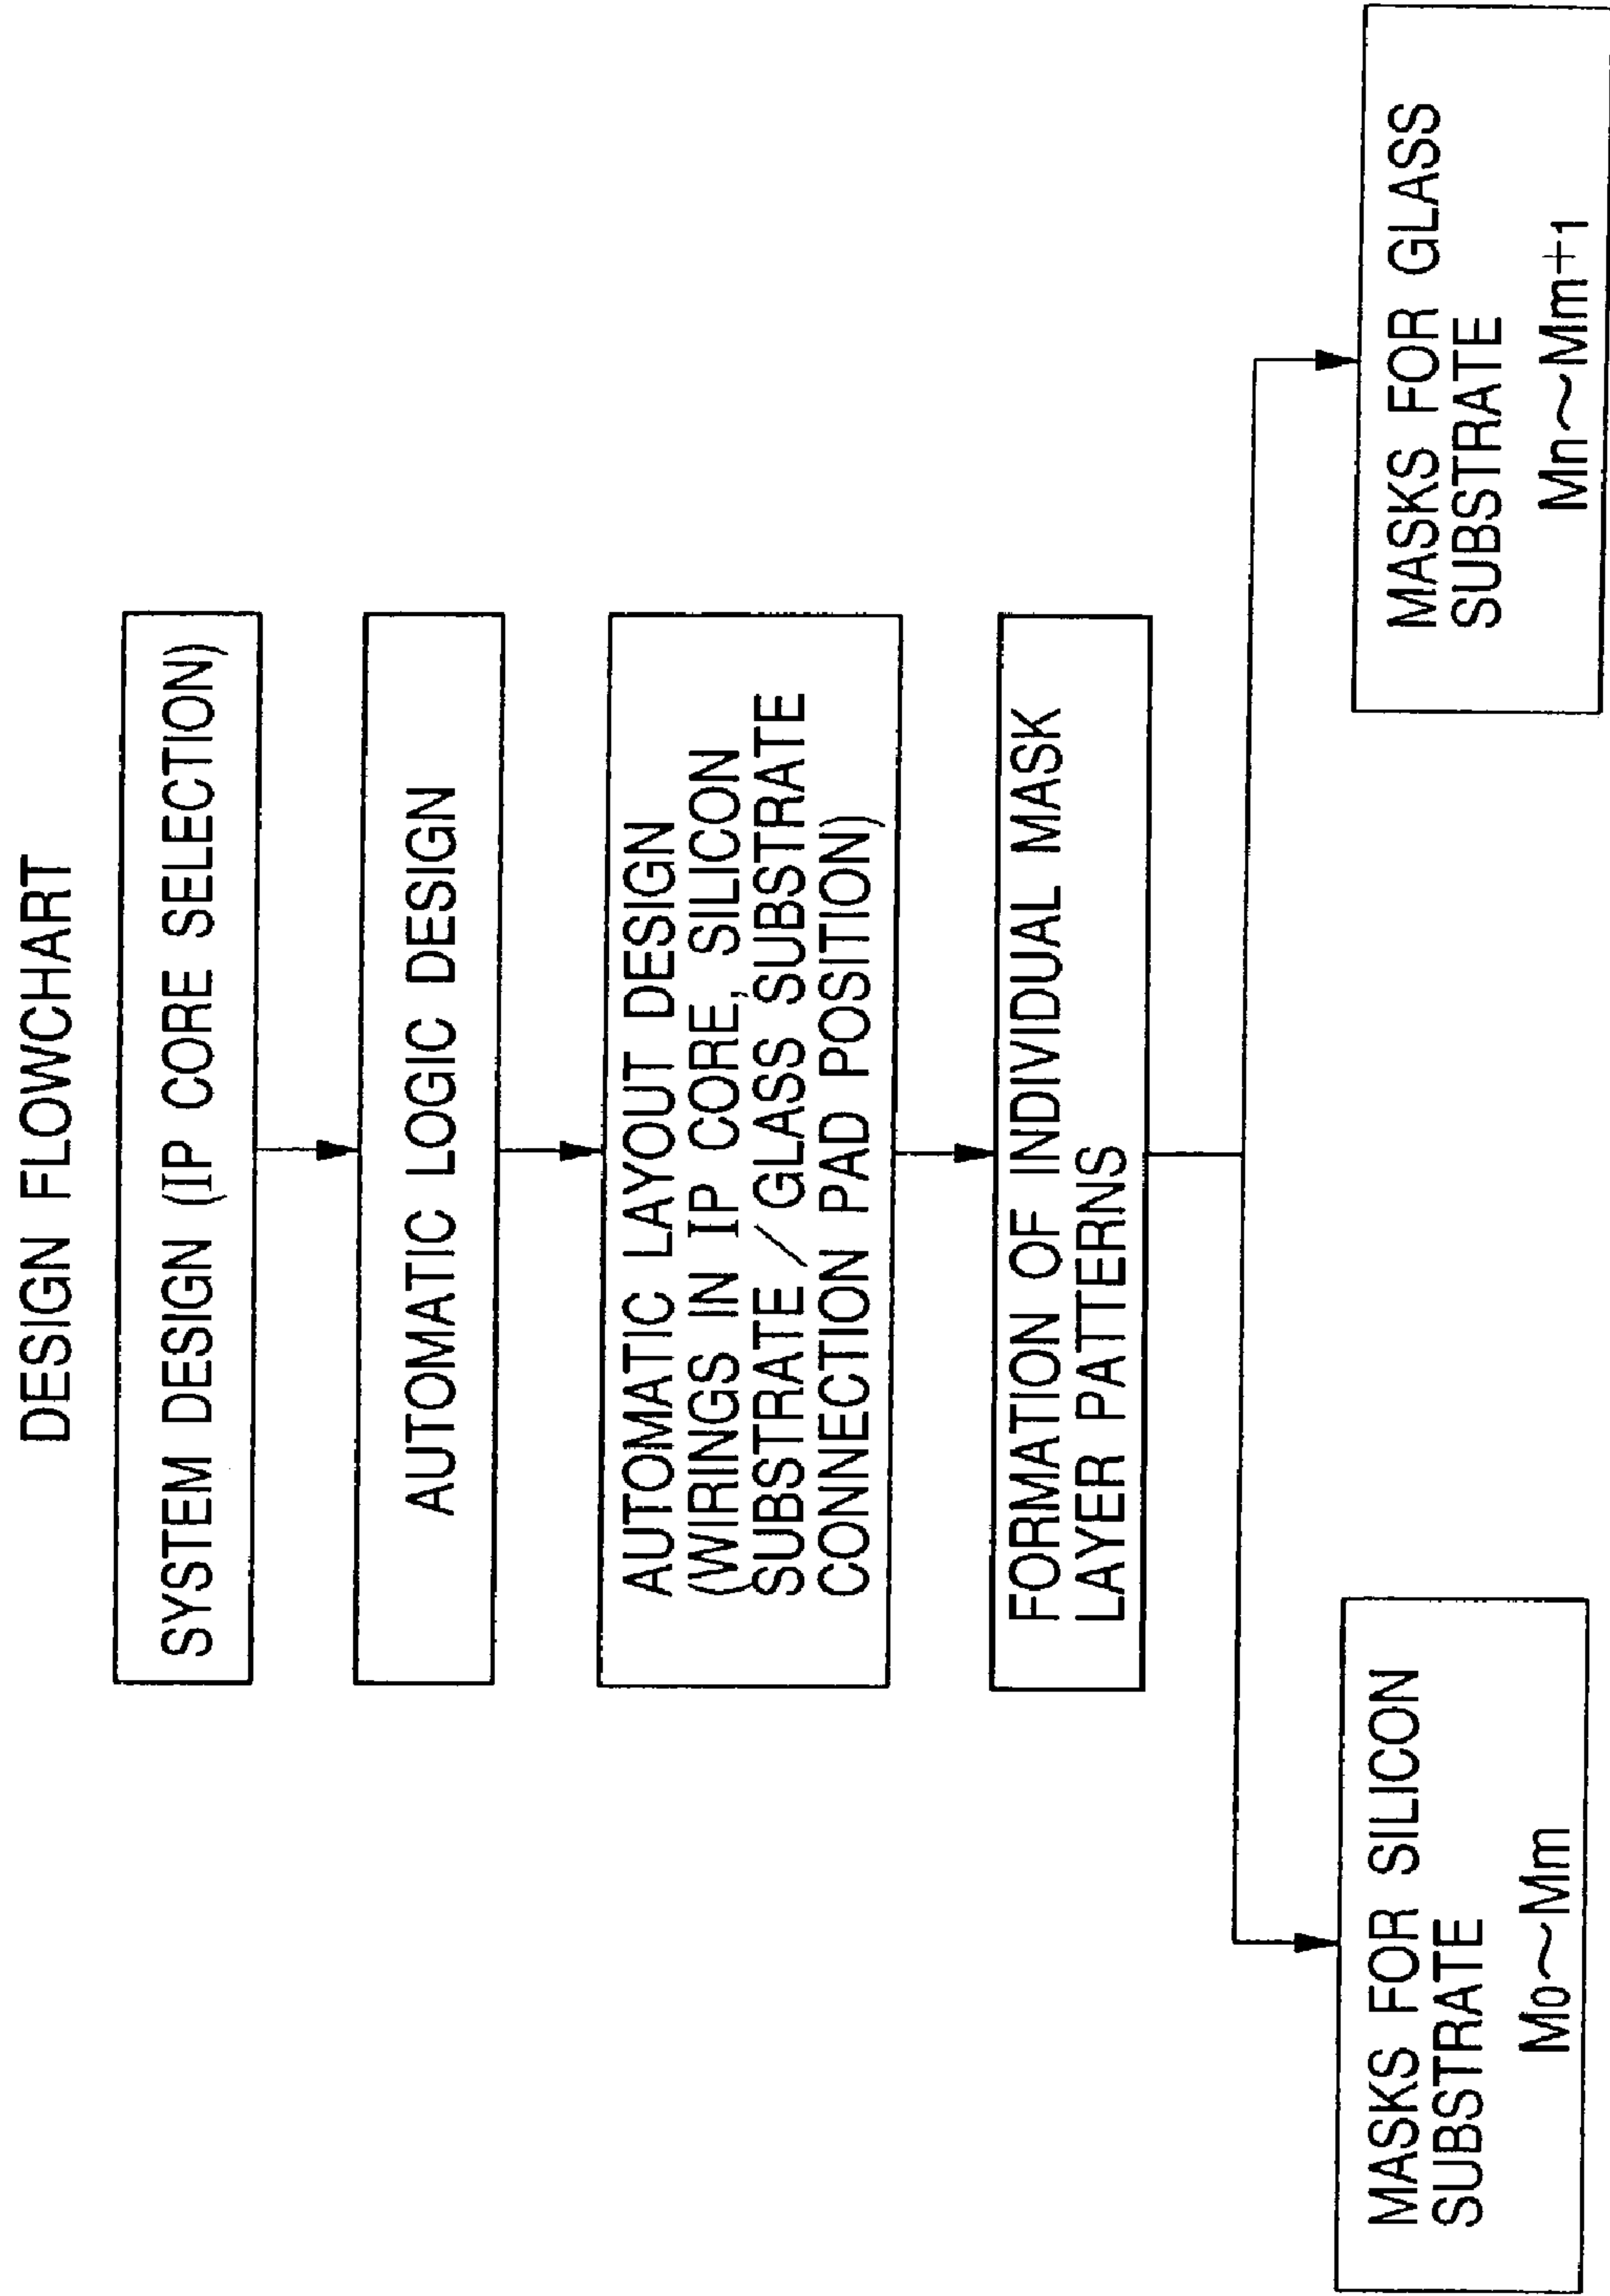 DESIGN FLOWCHART
SYSTEM DESIGN (IP CORE SELECTION)
AUTOMATIC LOGIC DESIGN
AUTOMATIC LAYOUT DESIGN
(WIRINGS IN IP CORE, SILICON
SUBSTRATE / GLASS SUBSTRATE
CONNECTION PAD POSITION)
FORMATION OF INDIVIDUAL MASK
LAYER PATTERNS
MASKS FOR SILICON
SUBSTRATE
M0~Mm
MASKS FOR GLASS
SUBSTRATE
Mn~Mm+1